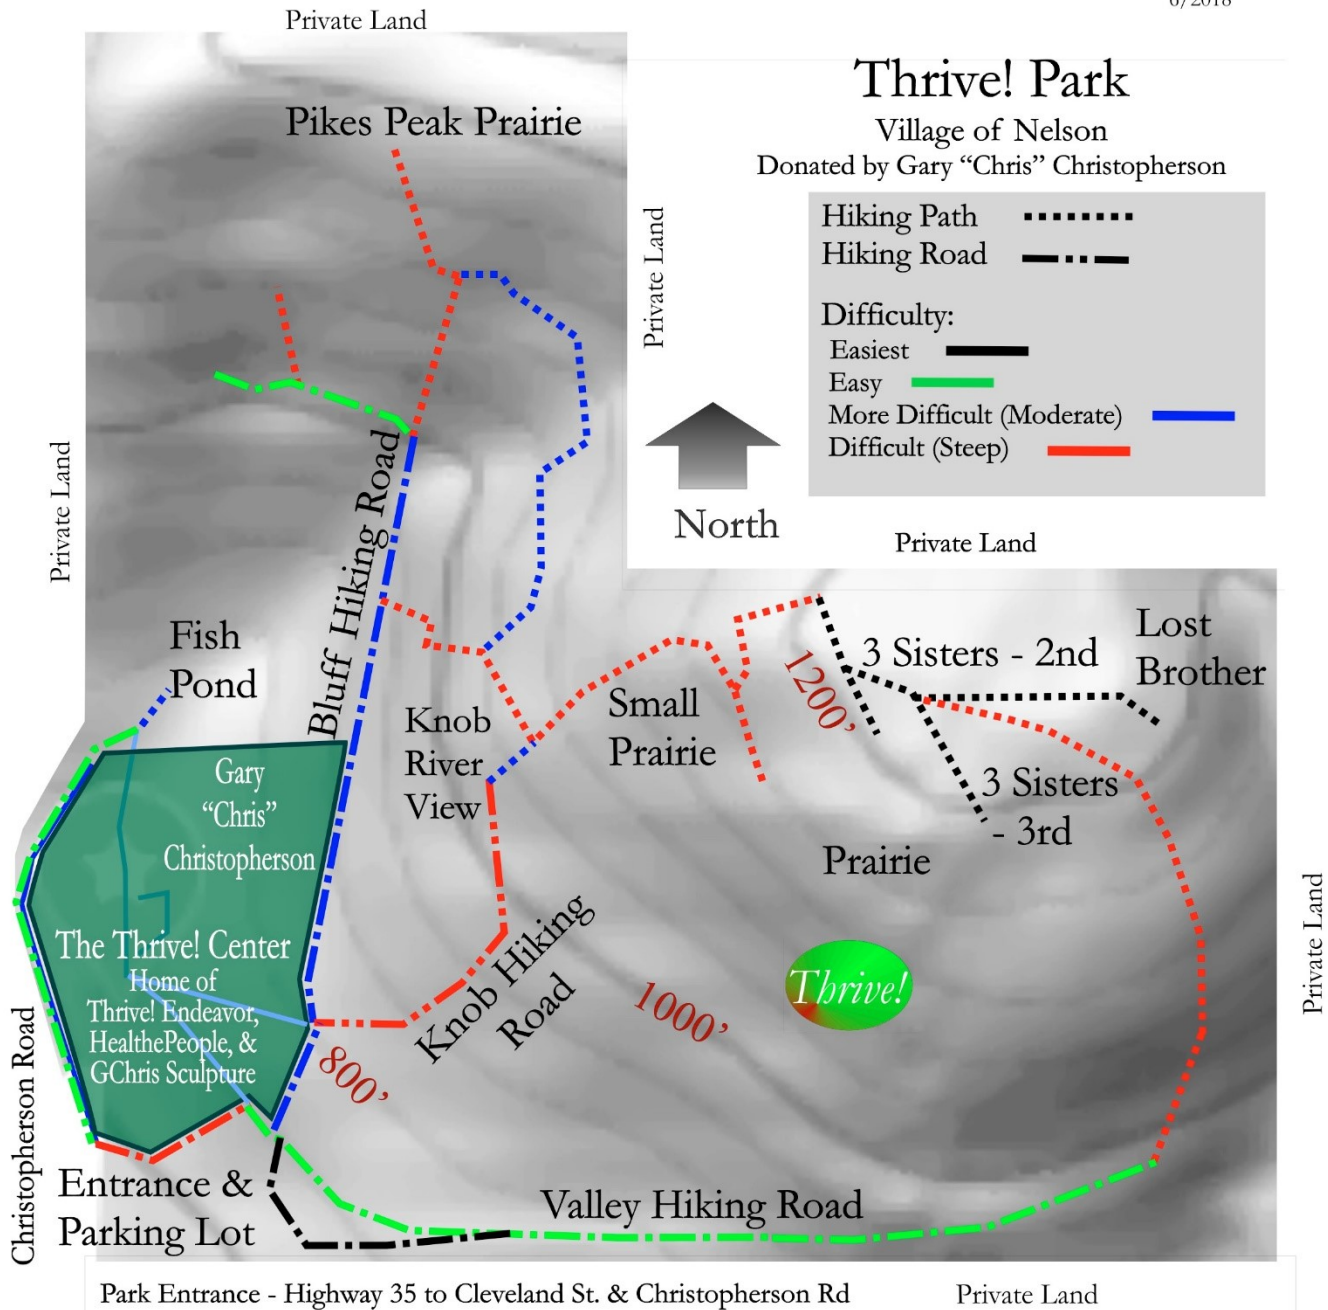 6/2018
Private Land
Thrive! Park
Village of Nelson
Donated by Gary “Chris” Christopherson
Pikes Peak Prairie
Hiking Path
Hiking Road
Difficulty:
Easiest
Easy
More Difficult (Moderate)
Difficult (Steep)
Private Land
North
Private Land
Private Land
Bluff Hiking Road
Fish
Pond
Knob
River
View
Small
Prairie
1200’
3 Sisters - 2nd
Lost
Brother
3 Sisters
- 3rd
Prairie
Gary
“Chris”
Christopherson
The Thrive! Center
Home of
Thrive! Endeavor,
HealthePeople, &
GChris Sculpture
Knob Hiking
Road
1000’
Thrive!
800’
Private Land
Christopherson Road
Entrance &
Parking Lot
Valley Hiking Road
Park Entrance - Highway 35 to Cleveland St. & Christopherson Rd
Private Land